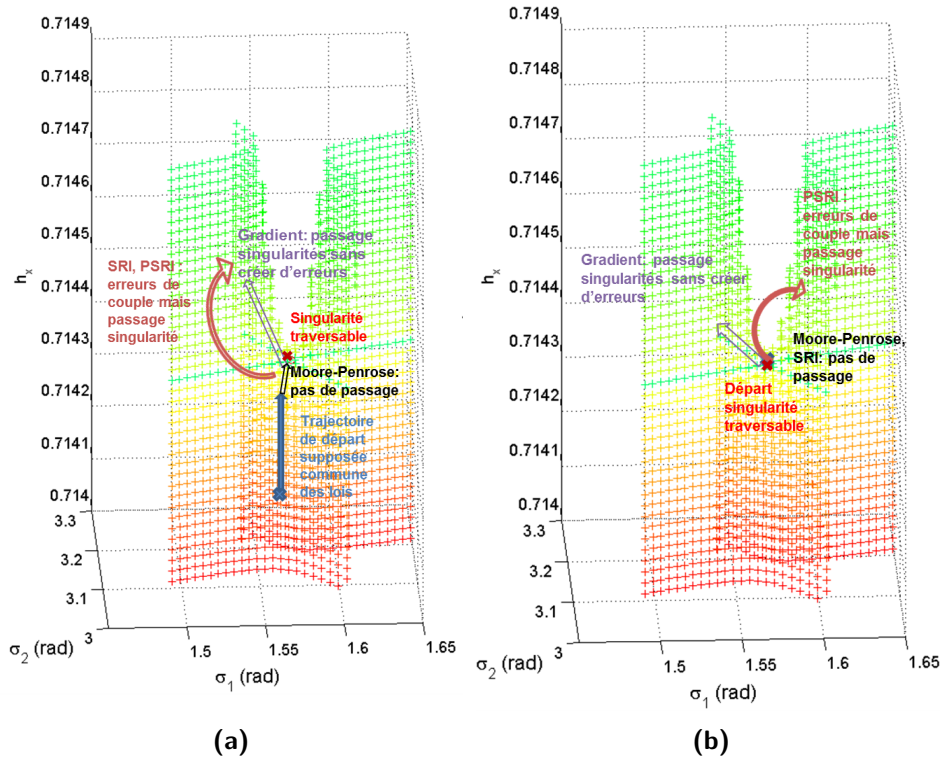 0.7149
0.7148
0.7147
0.7146
0.7145
0.7144
0.7143
0.7142
0.7141
0.714
h_x
3.3
3.2
3.1
3
σ_2 (rad)
1.5
1.55
1.6
1.65
σ_1 (rad)
Gradient: passage
singularités sans
créer d'erreurs
SRI, PSRI :
erreurs de
couple mais
passage
singularité
Singularité
traversable
Moore-Penrose:
pas de passage
Trajectoire
de départ
supposée
commune
des lois
(a)
0.7149
0.7148
0.7147
0.7146
0.7145
0.7144
0.7143
0.7142
0.7141
0.714
h_x
3.3
3.2
3.1
3
σ_2 (rad)
1.5
1.55
1.6
1.65
σ_1 (rad)
PSRI :
erreurs de
couple mais
passage
singularité
Gradient: passage
singularités sans créer
d'erreurs
Moore-Penrose,
SRI: pas de
passage
Départ
singularité
traversable
(b)